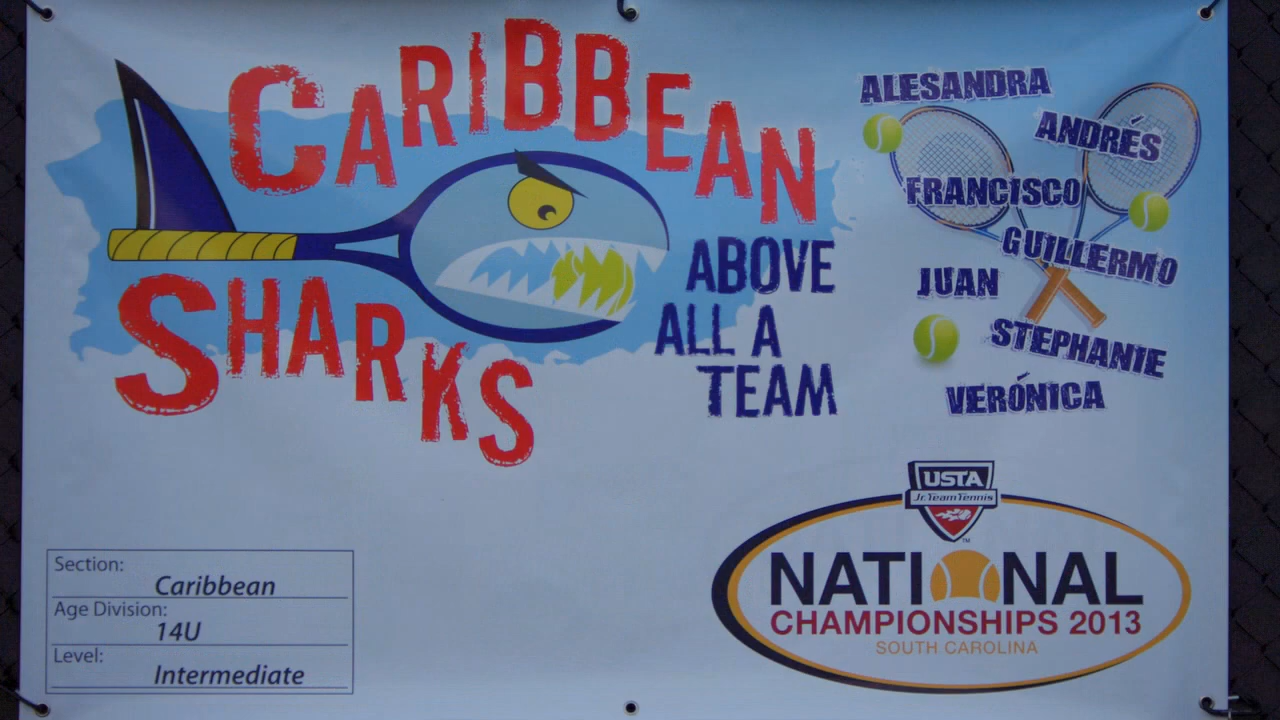 CARIBBEAN
SHARKS
ABOVE
ALL A
TEAM
ALESANDRA
ANDRÉS
FRANCISCO
GUILLERMO
JUAN
STEPHANIE
VERÓNICA
Section:
Caribbean
Age Division:
14U
Level:
Intermediate
USTA
Jr. Team Tennis
TM
NATIONAL
CHAMPIONSHIPS 2013
SOUTH CAROLINA